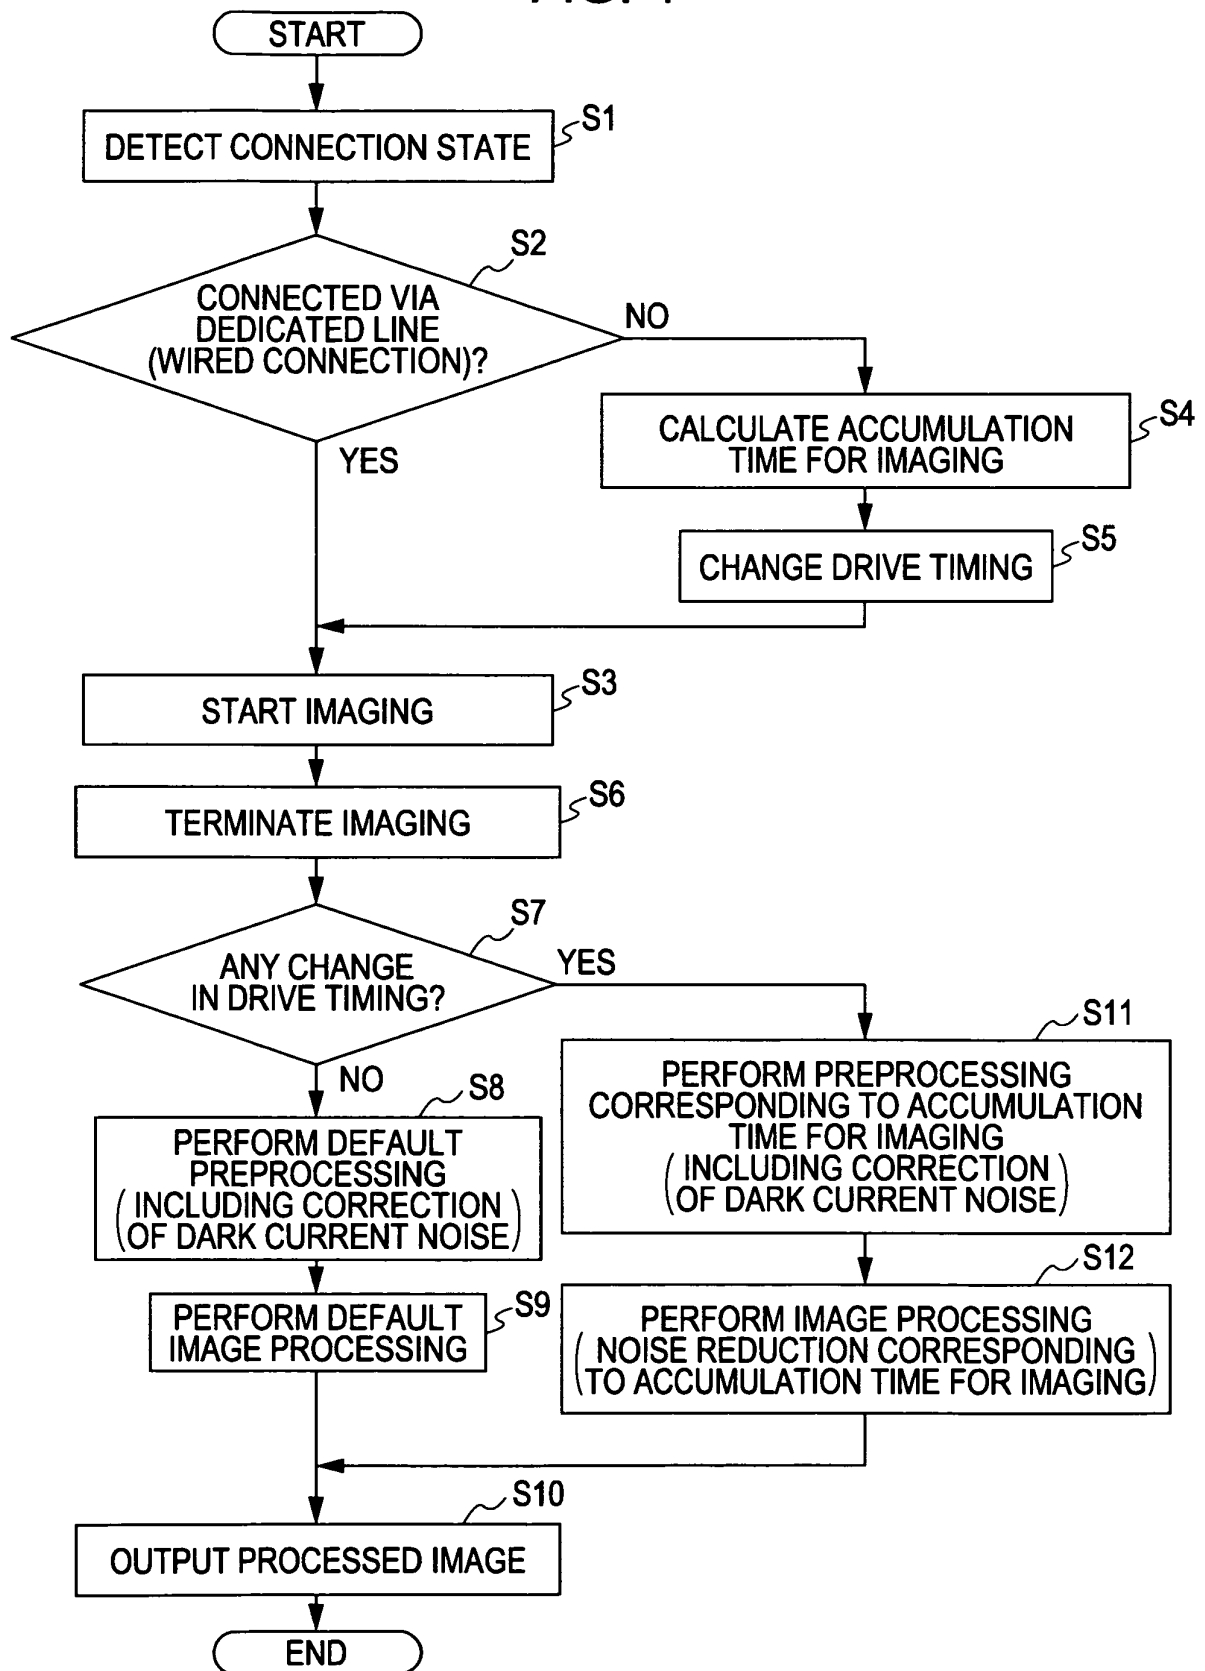 START
S1
DETECT CONNECTION STATE
S2
CONNECTED VIA
DEDICATED LINE
(WIRED CONNECTION)?
NO
YES
S4
CALCULATE ACCUMULATION
TIME FOR IMAGING
S5
CHANGE DRIVE TIMING
S3
START IMAGING
S6
TERMINATE IMAGING
S7
ANY CHANGE
IN DRIVE TIMING?
YES
NO
S8
PERFORM DEFAULT
PREPROCESSING
(INCLUDING CORRECTION
OF DARK CURRENT NOISE)
S9
PERFORM DEFAULT
IMAGE PROCESSING
S11
PERFORM PREPROCESSING
CORRESPONDING TO ACCUMULATION
TIME FOR IMAGING
(INCLUDING CORRECTION
OF DARK CURRENT NOISE)
S12
PERFORM IMAGE PROCESSING
(NOISE REDUCTION CORRESPONDING
TO ACCUMULATION TIME FOR IMAGING)
S10
OUTPUT PROCESSED IMAGE
END